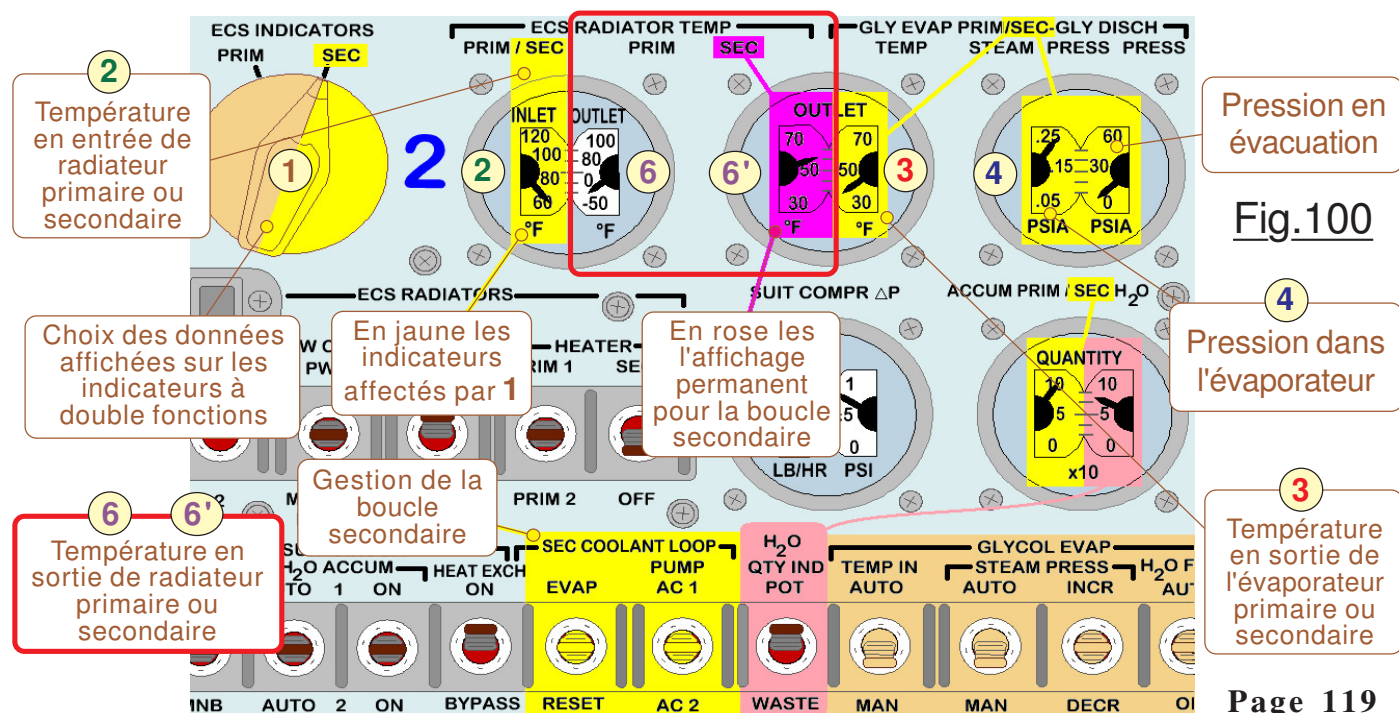 ECS INDICATORS
PRIM
SEC
ECS RADIATOR TEMP
PRIM / SEC
PRIM
SEC
GLY EVAP PRIM/SEC-GLY DISCH
TEMP
STEAM PRESS
PRESS
2
Température
en entrée de
radiateur
primaire ou
secondaire
1
2
2
INLET
120
100
80
60
°F
OUTLET
100
80
0
-50
°F
6
6'
OUTLET
70
50
30
°F
70
50
30
°F
3
4
.25
.15
.05
PSIA
60
30
0
PSIA
Pression en
évacuation
Fig.100
4
Pression dans
l'évaporateur
ECS RADIATORS
SUIT COMPR △P
ACCUM PRIM / SEC H2O
Choix des données
affichées sur les
indicateurs à
double fonctions
En jaune les
indicateurs
affectés par 1
En rose les
l'affichage
permanent
pour la boucle
secondaire
HEATER
PRIM 2
OFF
1
.5
0
LB/HR
PSI
QUANTITY
10
5
0
10
5
0
x10
Gestion de la
boucle
secondaire
6
6'
Température en
sortie de radiateur
primaire ou
secondaire
3
Température
en sortie de
l'évaporateur
primaire ou
secondaire
H2O ACCUM
1
ON
HEAT EXCH
ON
SEC COOLANT LOOP
EVAP
PUMP
AC 1
H2O
QTY IND
POT
GLYCOL EVAP
TEMP IN
AUTO
STEAM PRESS
AUTO
INCR
H2O F
AUT
MNB
AUTO
2
ON
BYPASS
RESET
AC 2
WASTE
MAN
MAN
DECR
Page 119